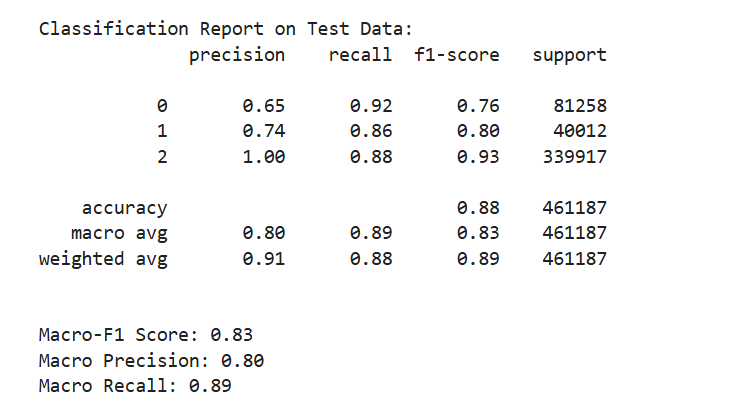 Classification Report on Test Data:
precision recall f1-score support
0 0.65 0.92 0.76 81258
1 0.74 0.86 0.80 40012
2 1.00 0.88 0.93 339917
accuracy 0.88 461187
macro avg 0.80 0.89 0.83 461187
weighted avg 0.91 0.88 0.89 461187
Macro-F1 Score: 0.83
Macro Precision: 0.80
Macro Recall: 0.89